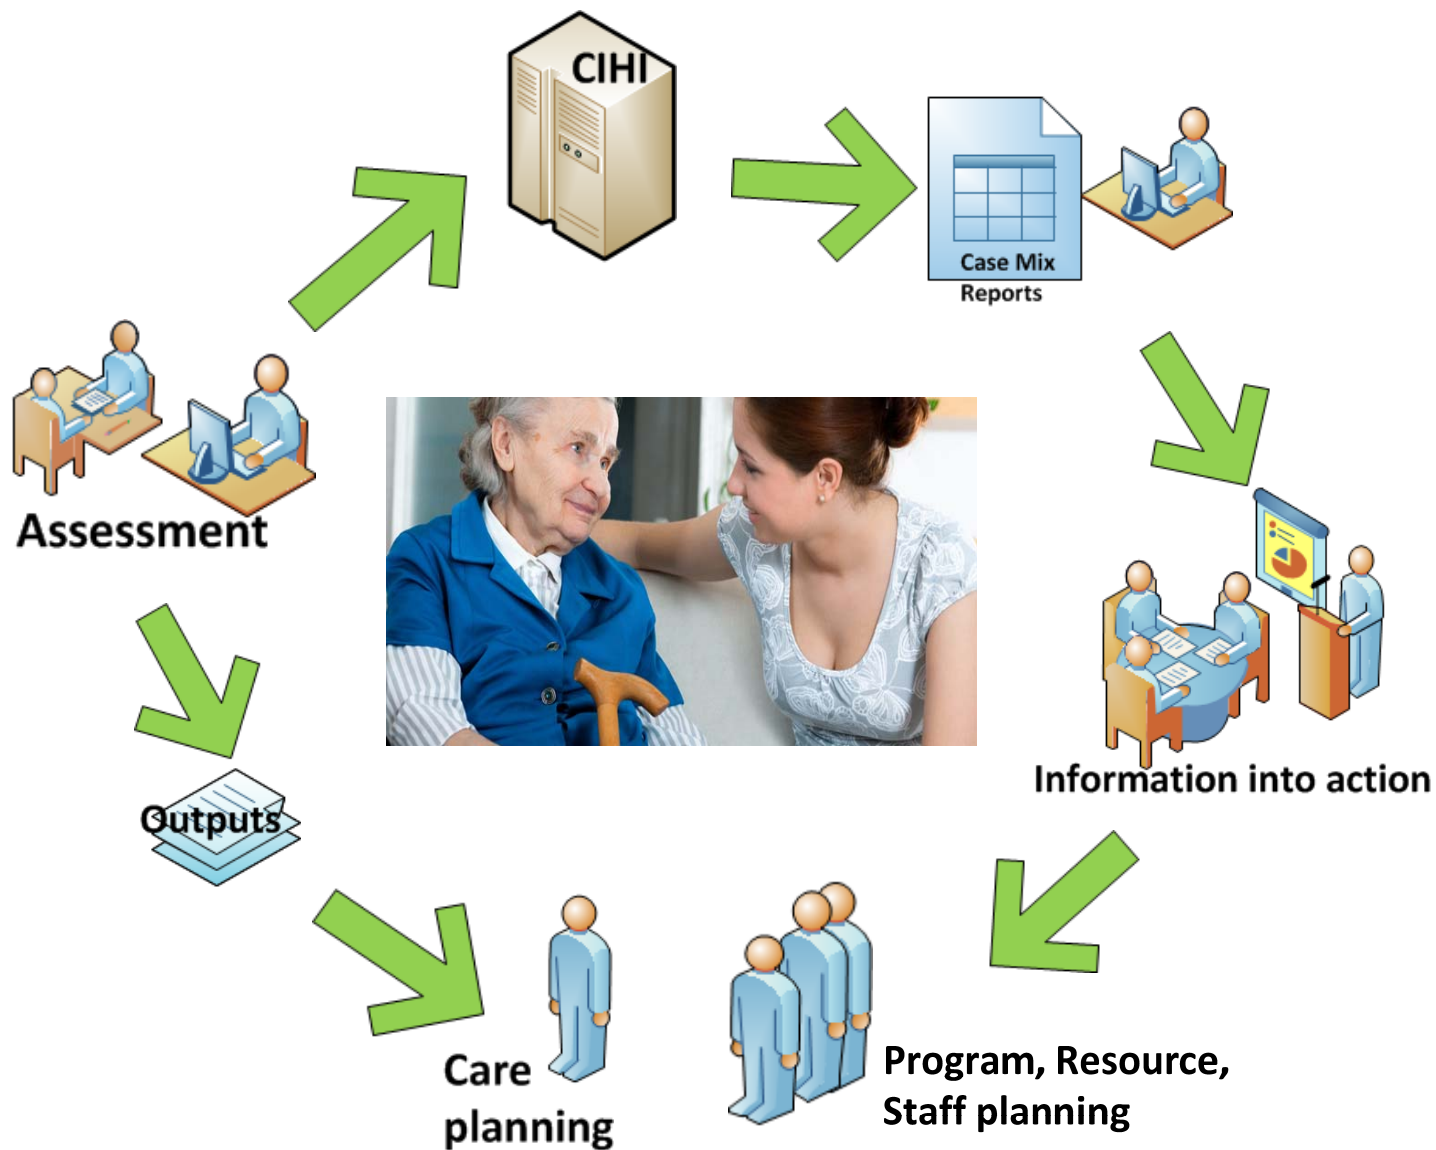 CIHI
Case Mix
Reports
Assessment
Information into action
Outputs
Care
planning
Program, Resource,
Staff planning